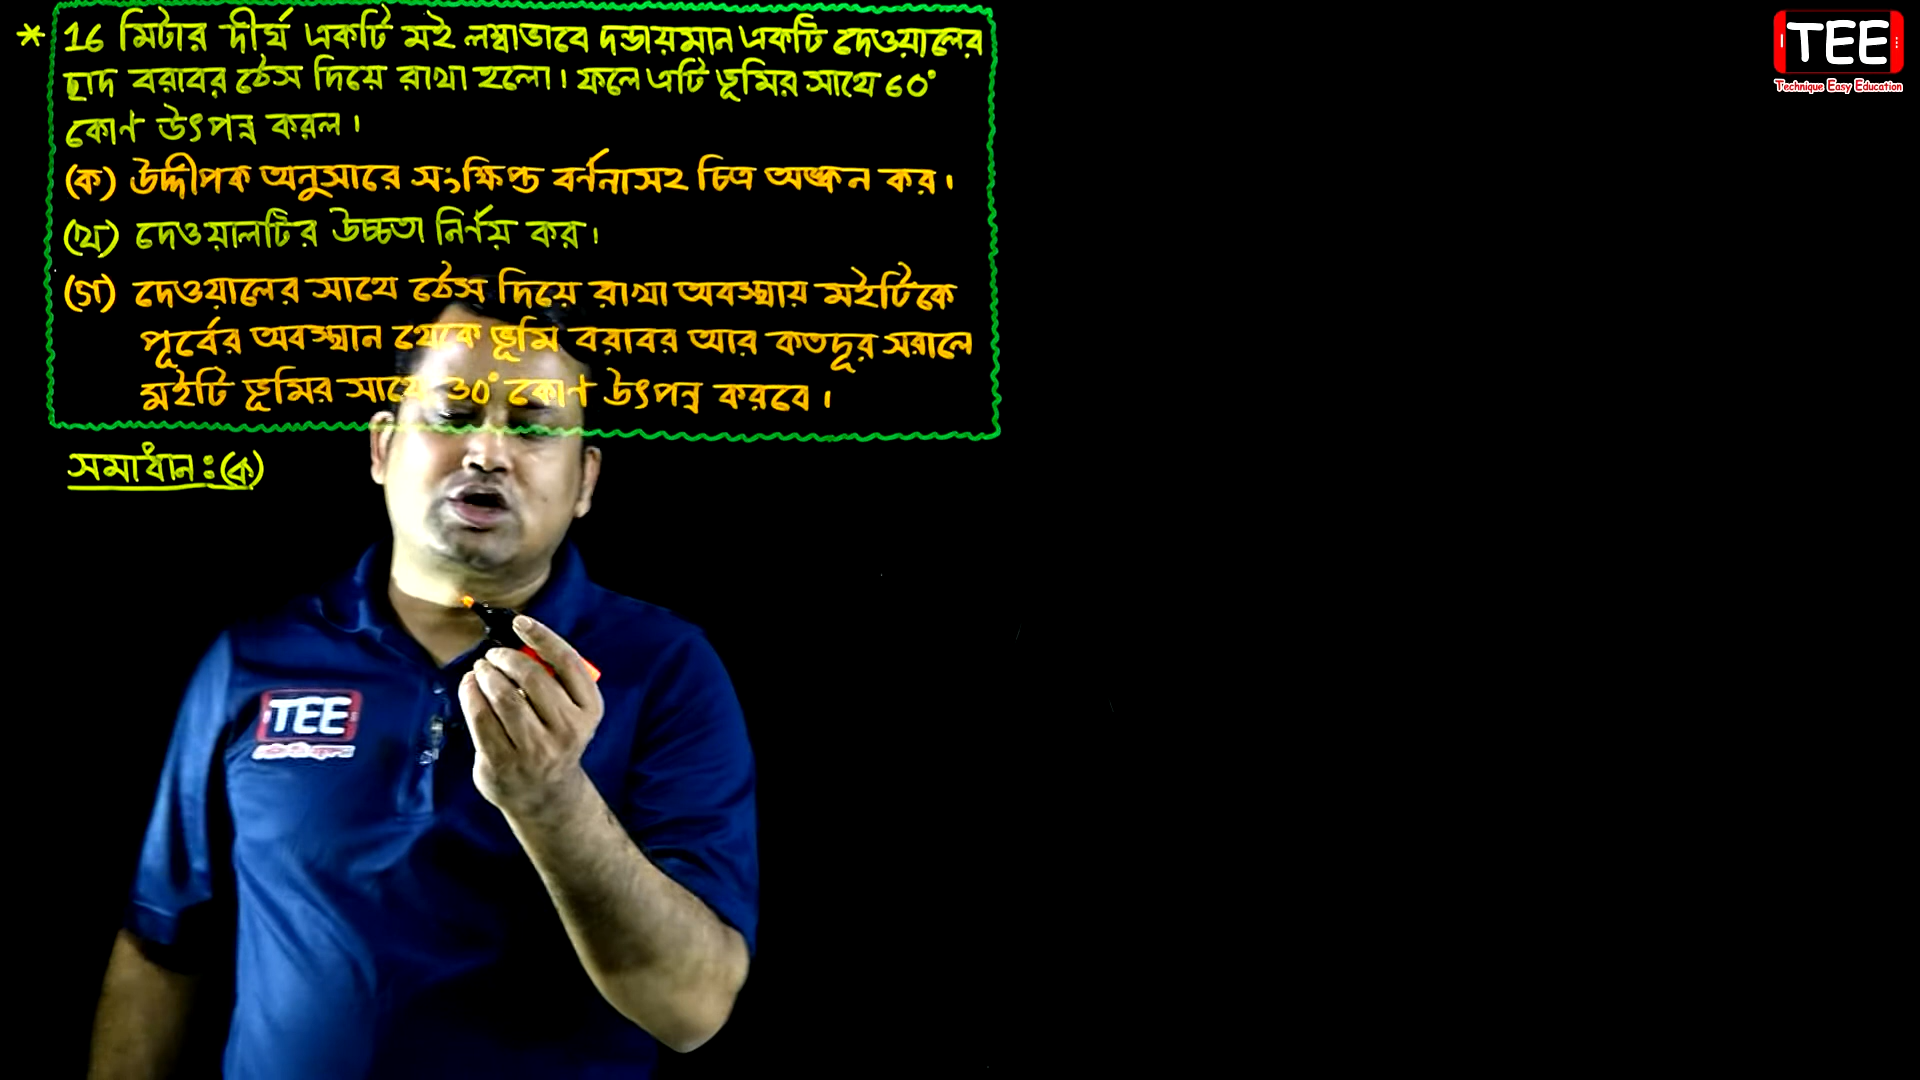 * 16 মিটার দীর্ঘ একটি মই লম্বাভাবে দন্ডায়মান একটি দেওয়ালের
ছাদ বরাবর ঠেস দিয়ে রাখা হলো। ফলে এটি ভূমির সাথে 60°
কোণ উৎপন্ন করল।
(ক) উদ্দীপক অনুসারে সংক্ষিপ্ত বর্ণনাসহ চিত্র অঙ্কন কর।
(খ) দেওয়ালটির উচ্চতা নির্ণয় কর।
(গ) দেওয়ালের সাথে ঠেস দিয়ে রাখা অবস্থায় মইটিকে
পূর্বের অবস্থান থেকে ভূমি বরাবর আর কতদূর সরালে
মইটি ভূমির সাথে 30° কোণ উৎপন্ন করবে।
সমাধান : (ক)
TEE
Technique Easy Education
TEE